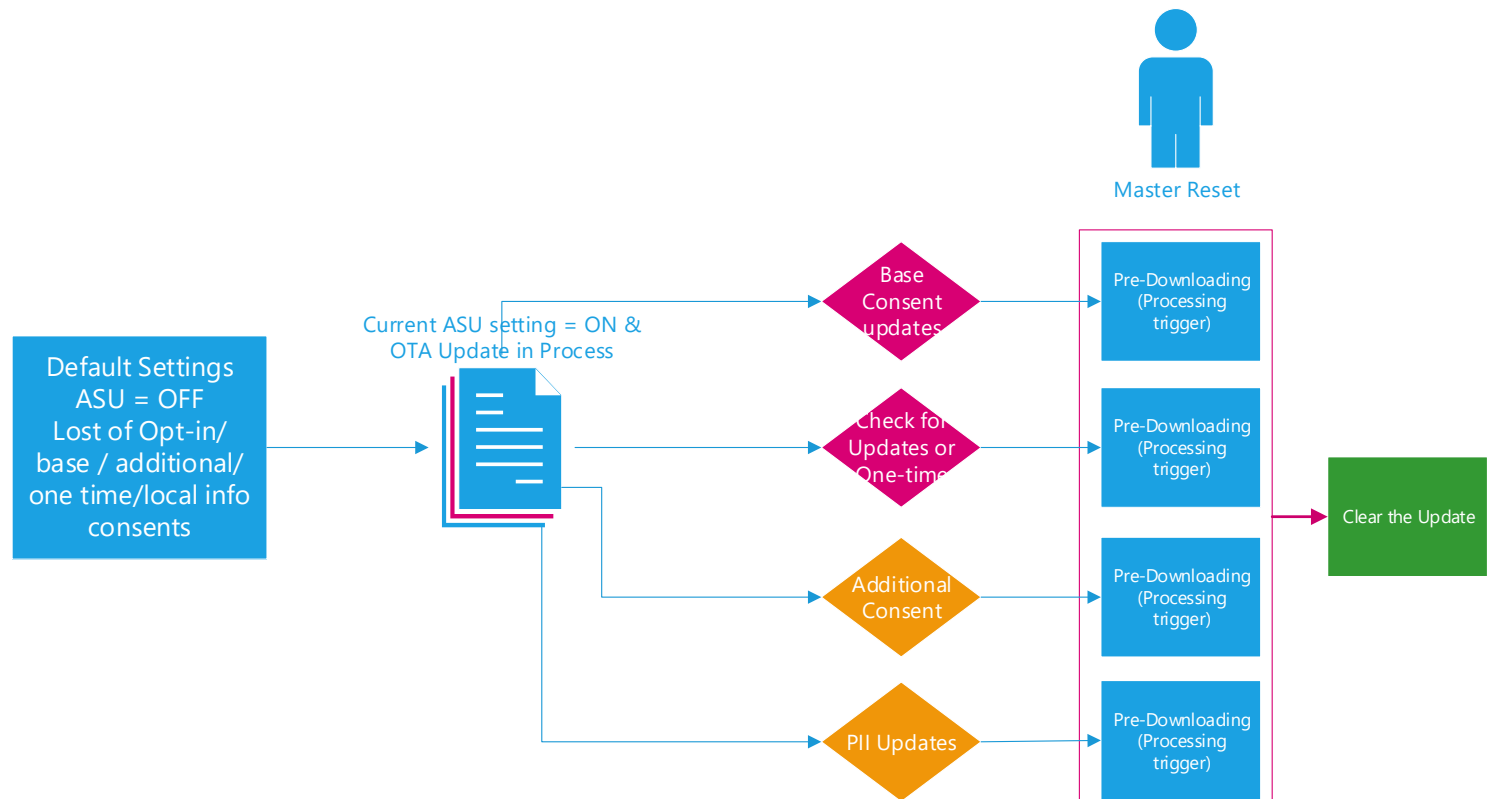 Master Reset
Default Settings
ASU = OFF
Lost of Opt-in/
base / additional/
one time/local info
consents
Current ASU setting = ON &
OTA Update in Process
Base
Consent
updates
Pre-Downloading
(Processing
trigger)
Check for
Updates or
One-time
Pre-Downloading
(Processing
trigger)
Additional
Consent
Pre-Downloading
(Processing
trigger)
PII Updates
Pre-Downloading
(Processing
trigger)
Clear the Update